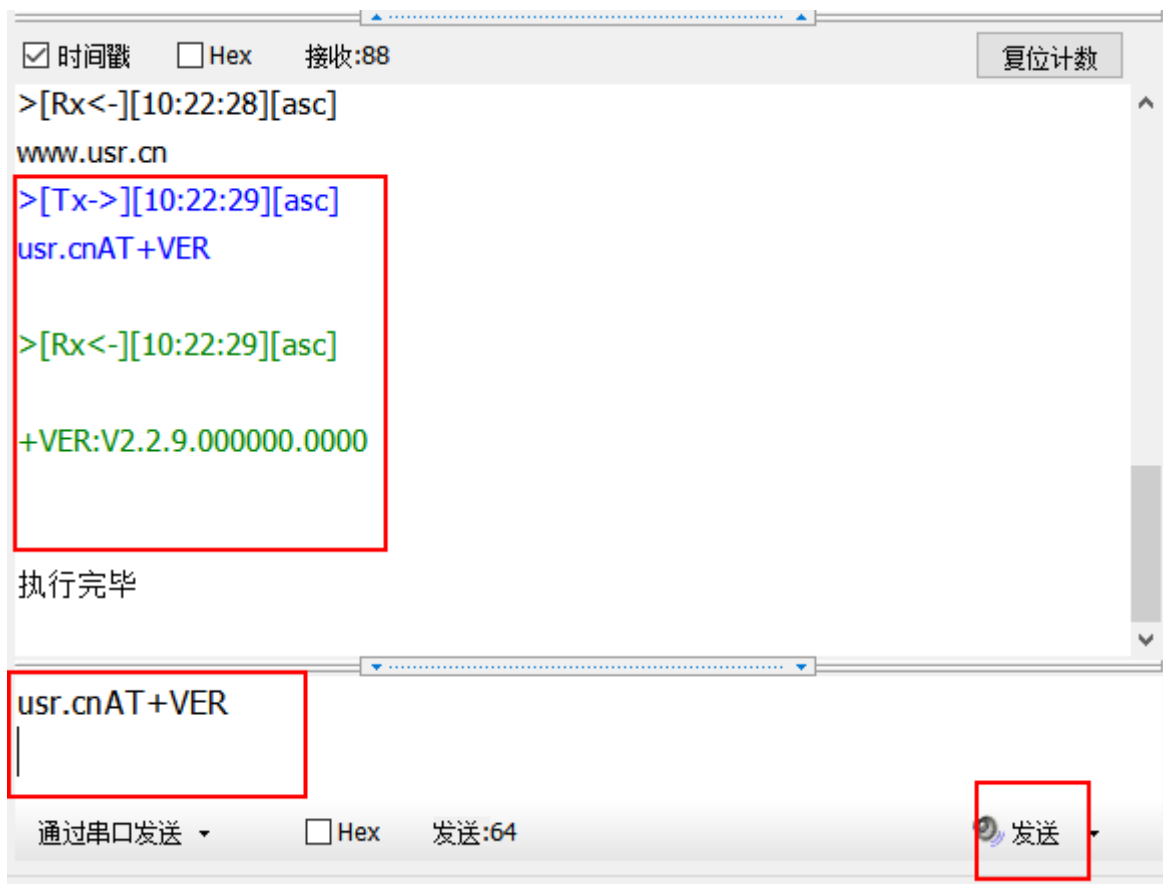 时间戳 Hex 接收:88 复位计数
>[Rx<-][10:22:28][asc]
www.usr.cn
>[Tx->][10:22:29][asc]
usr.cnAT+VER
>[Rx<-][10:22:29][asc]
+VER:V2.2.9.000000.0000
执行完毕
usr.cnAT+VER
通过串口发送 Hex 发送:64 发送